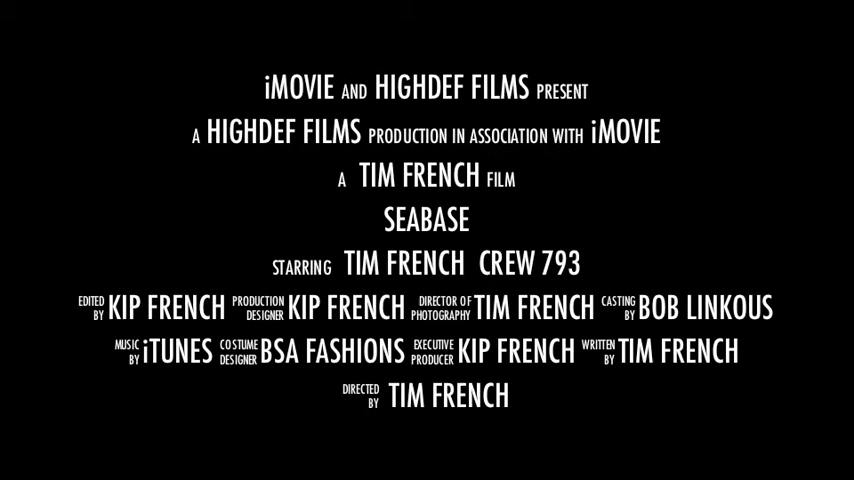 iMOVIE AND HIGHDEF FILMS PRESENT
A HIGHDEF FILMS PRODUCTION IN ASSOCIATION WITH iMOVIE
A TIM FRENCH FILM
SEABASE
STARRING TIM FRENCH CREW 793
EDITED BY KIP FRENCH PRODUCTION DESIGNER KIP FRENCH DIRECTOR OF PHOTOGRAPHY TIM FRENCH CASTING BY BOB LINKOUS
MUSIC BY iTUNES COSTUME DESIGNER BSA FASHIONS EXECUTIVE PRODUCER KIP FRENCH WRITTEN BY TIM FRENCH
DIRECTED BY TIM FRENCH